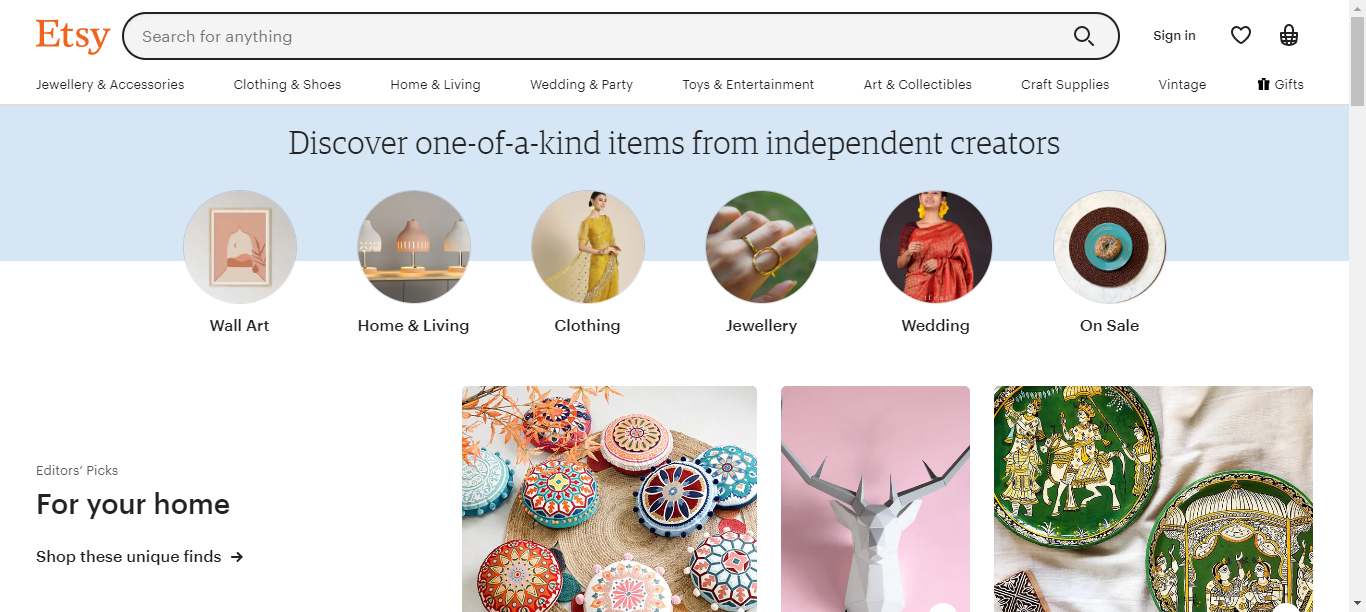 Etsy
Search for anything
Sign in
Jewellery & Accessories
Clothing & Shoes
Home & Living
Wedding & Party
Toys & Entertainment
Art & Collectibles
Craft Supplies
Vintage
Gifts
Discover one-of-a-kind items from independent creators
Wall Art
Home & Living
Clothing
Jewellery
Wedding
On Sale
Editors’ Picks
For your home
Shop these unique finds →